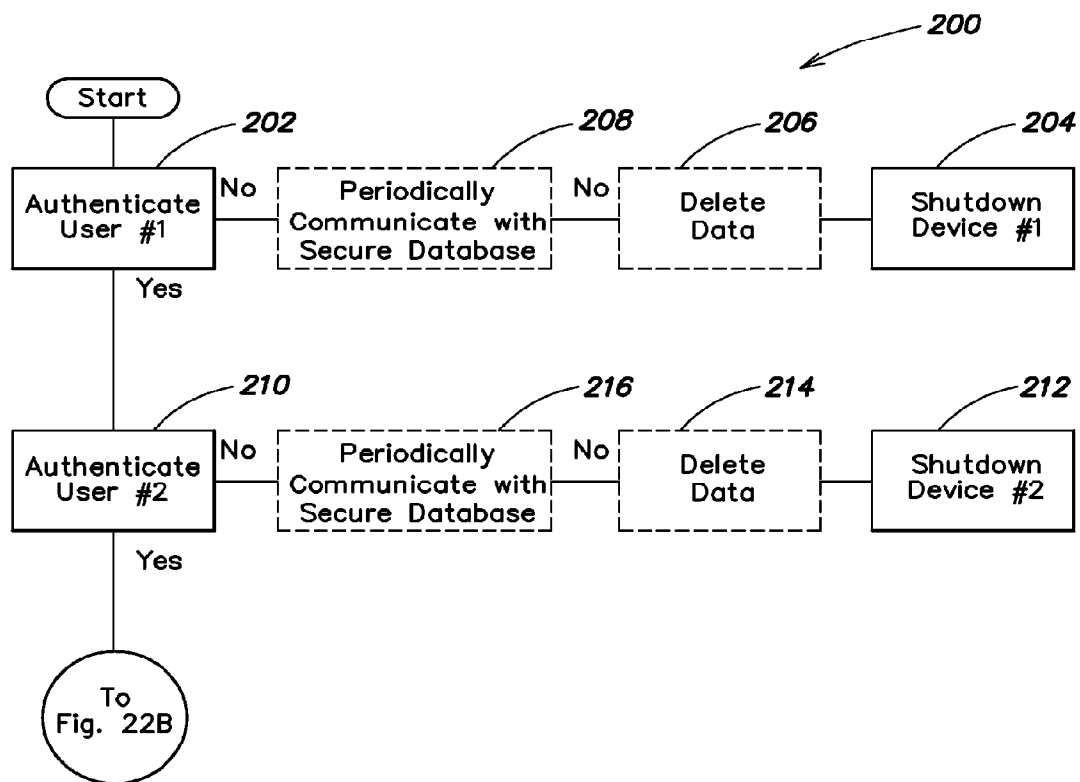 200
Start
202
208
206
204
Authenticate
User #1
No
Periodically
Communicate with
Secure Database
No
Delete
Data
Shutdown
Device #1
Yes
210
216
214
212
Authenticate
User #2
No
Periodically
Communicate with
Secure Database
No
Delete
Data
Shutdown
Device #2
Yes
To
Fig. 22B